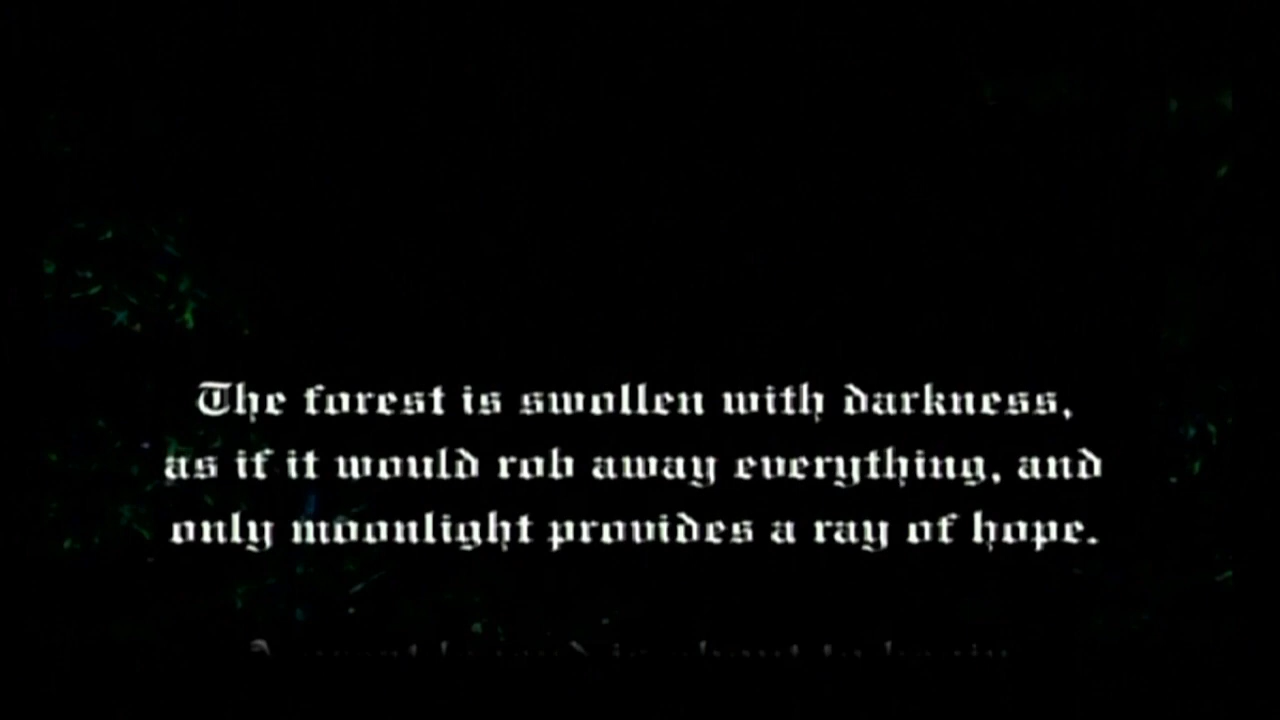 The forest is swollen with darkness,
as if it would rob away everything, and
only moonlight provides a ray of hope.